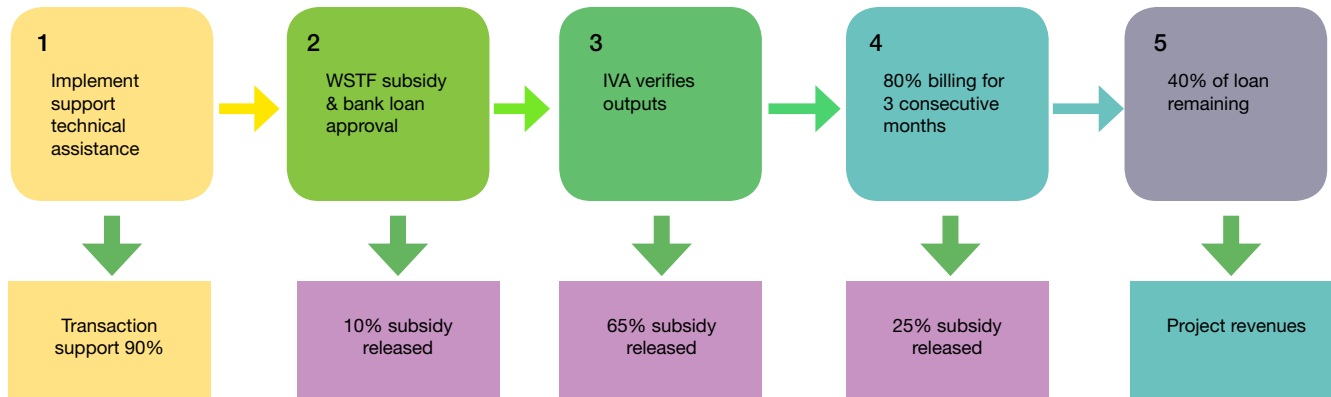 1
Implement
support
technical
assistance
2
WSTF subsidy
& bank loan
approval
3
IVA verifies
outputs
4
80% billing for
3 consecutive
months
5
40% of loan
remaining
Transaction
support 90%
10% subsidy
released
65% subsidy
released
25% subsidy
released
Project revenues